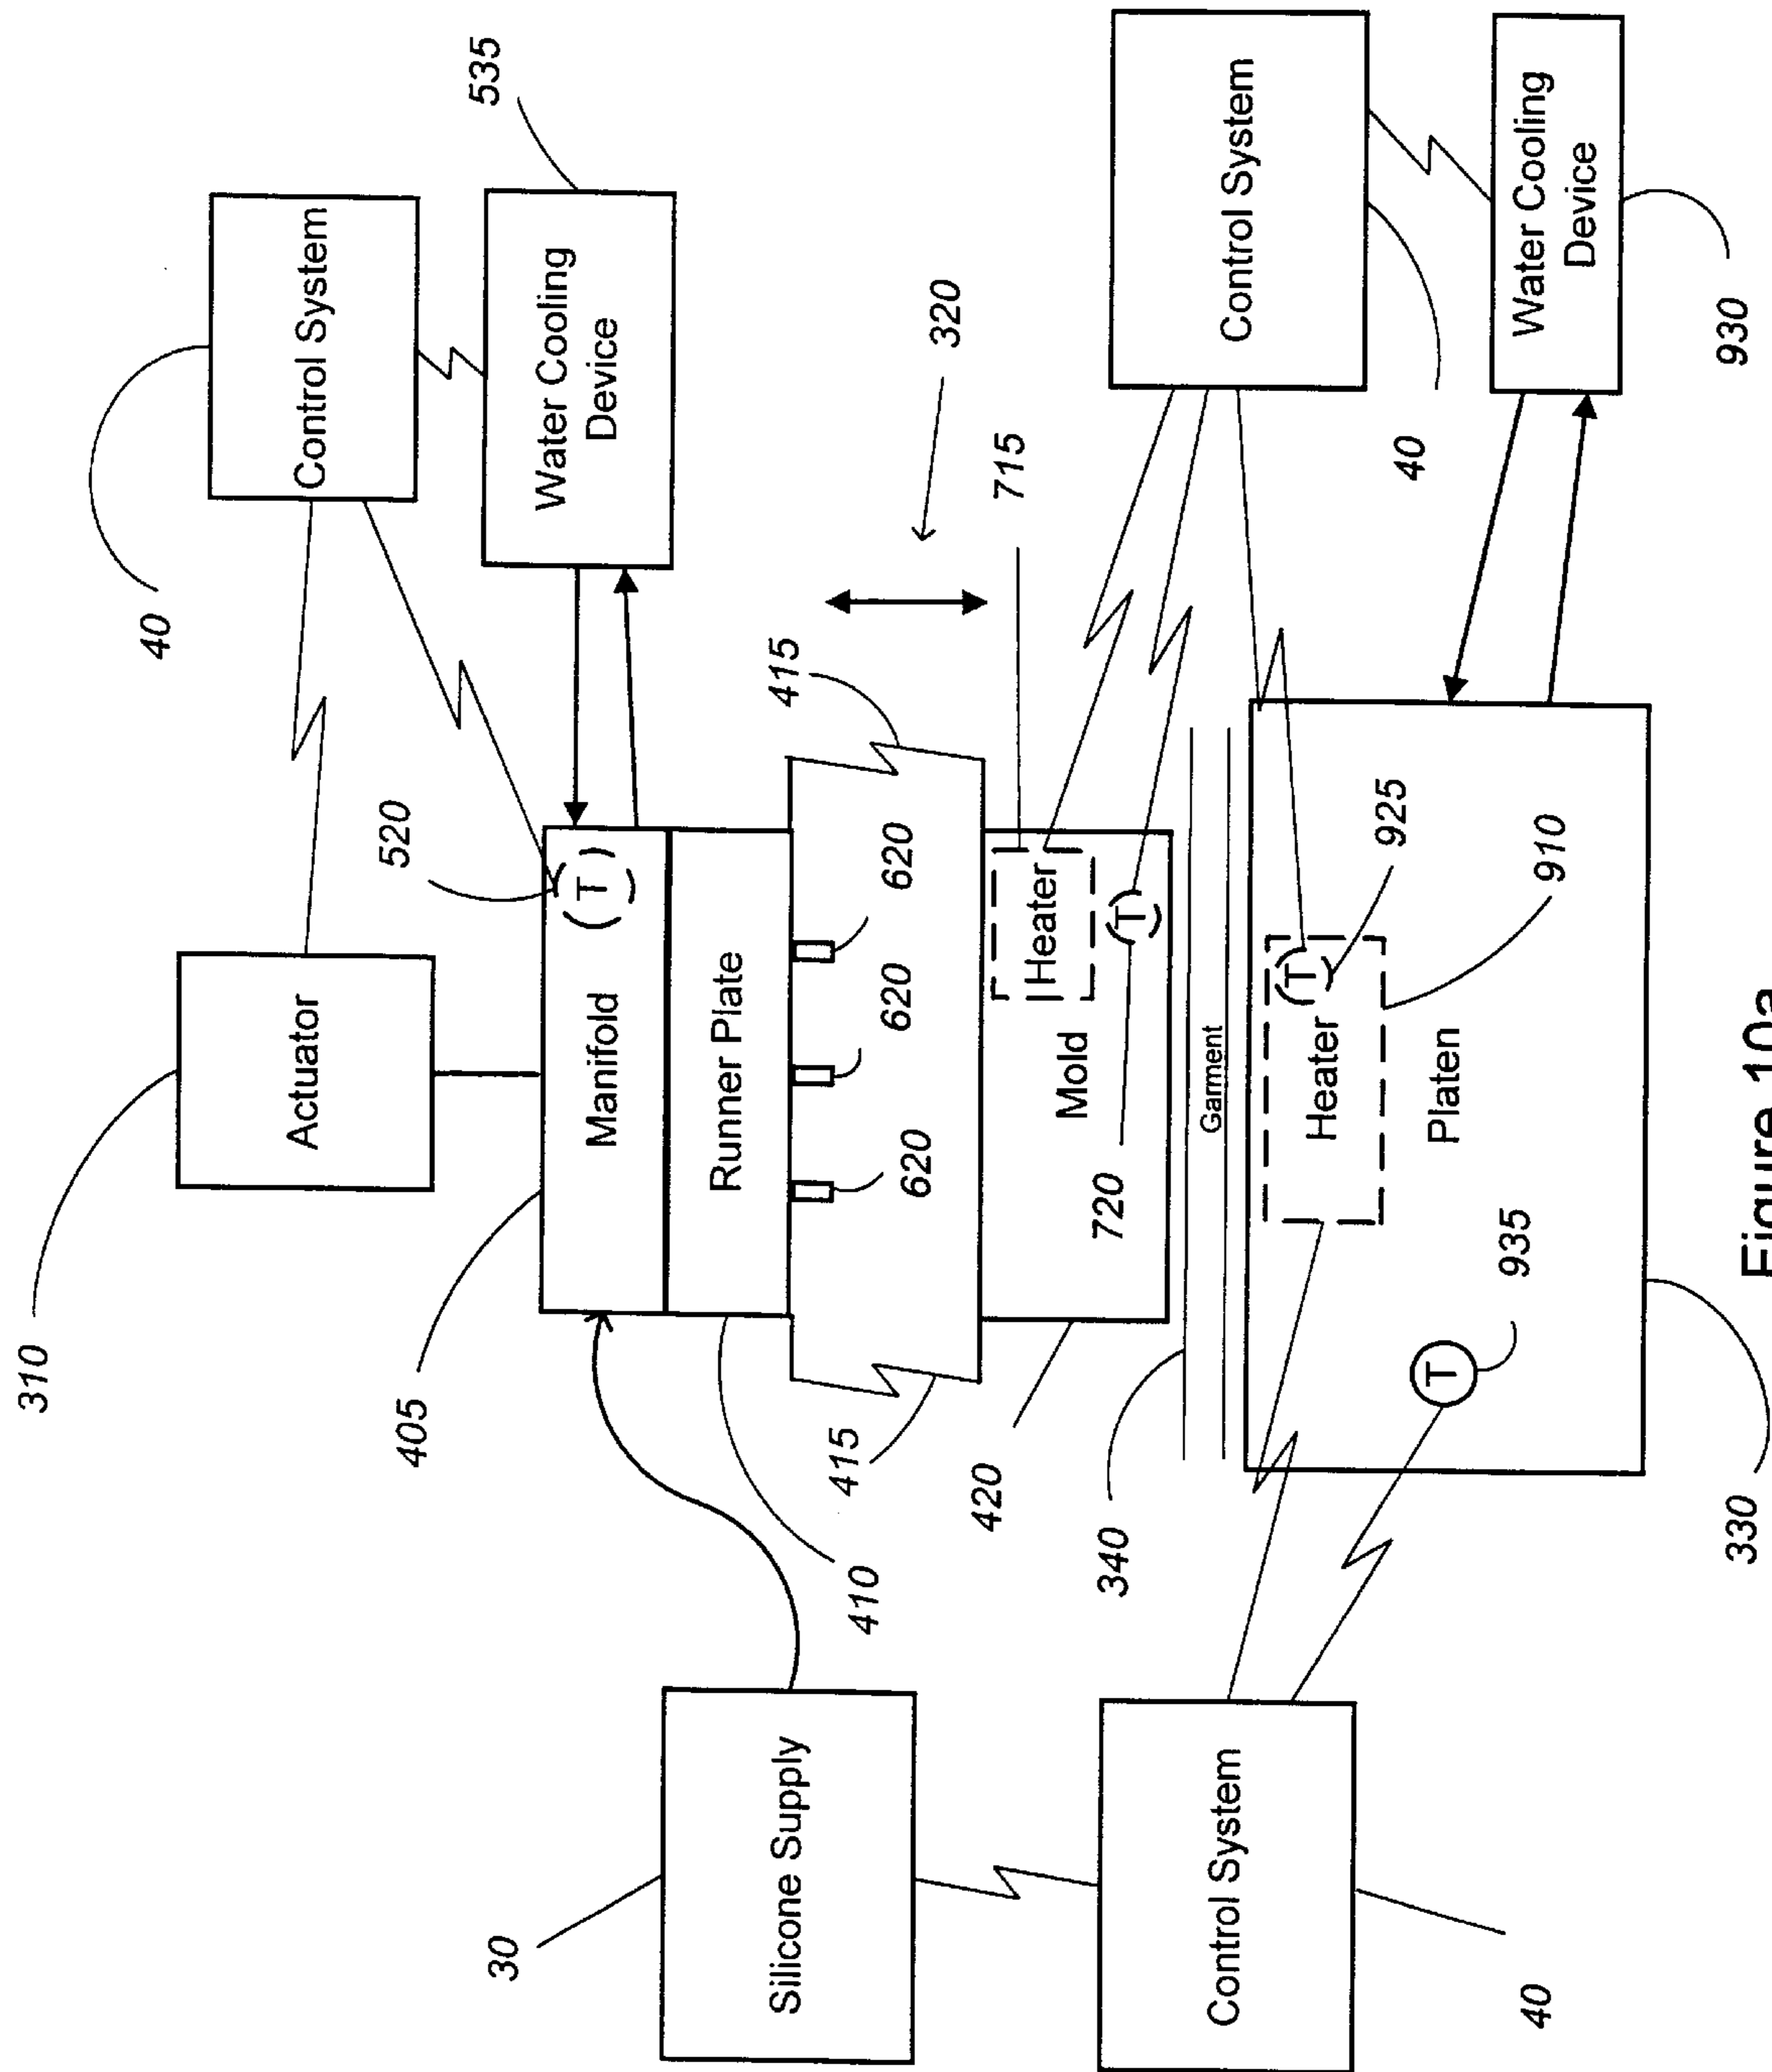 310
Actuator
40
Control System
535
Water Cooling
Device
520
405
Manifold
(T)
Runner Plate
410
30
Silicone Supply
415
415
620
620
620
320
715
Heater
Mold
T
720
420
340
Garment
Control System
40
Water Cooling
Device
930
Heater
T
925
910
Platen
T
935
330
Control System
40
Figure 10a